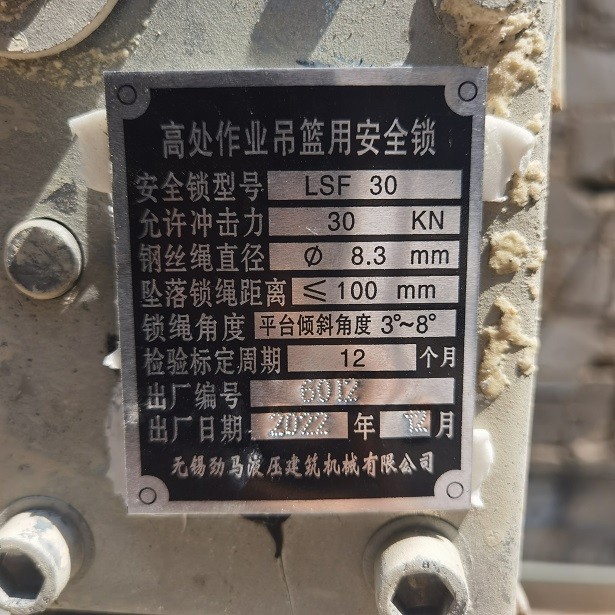 高处作业吊篮用安全锁
安全锁型号 LSF 30
允许冲击力 30 KN
钢丝绳直径 Ø 8.3 mm
坠落锁绳距离 ≤100 mm
锁绳角度 平台倾斜角度 3°~8°
检验标定周期 12 个月
出厂编号 6012
出厂日期 2022 年 12 月
无锡劲马液压建筑机械有限公司